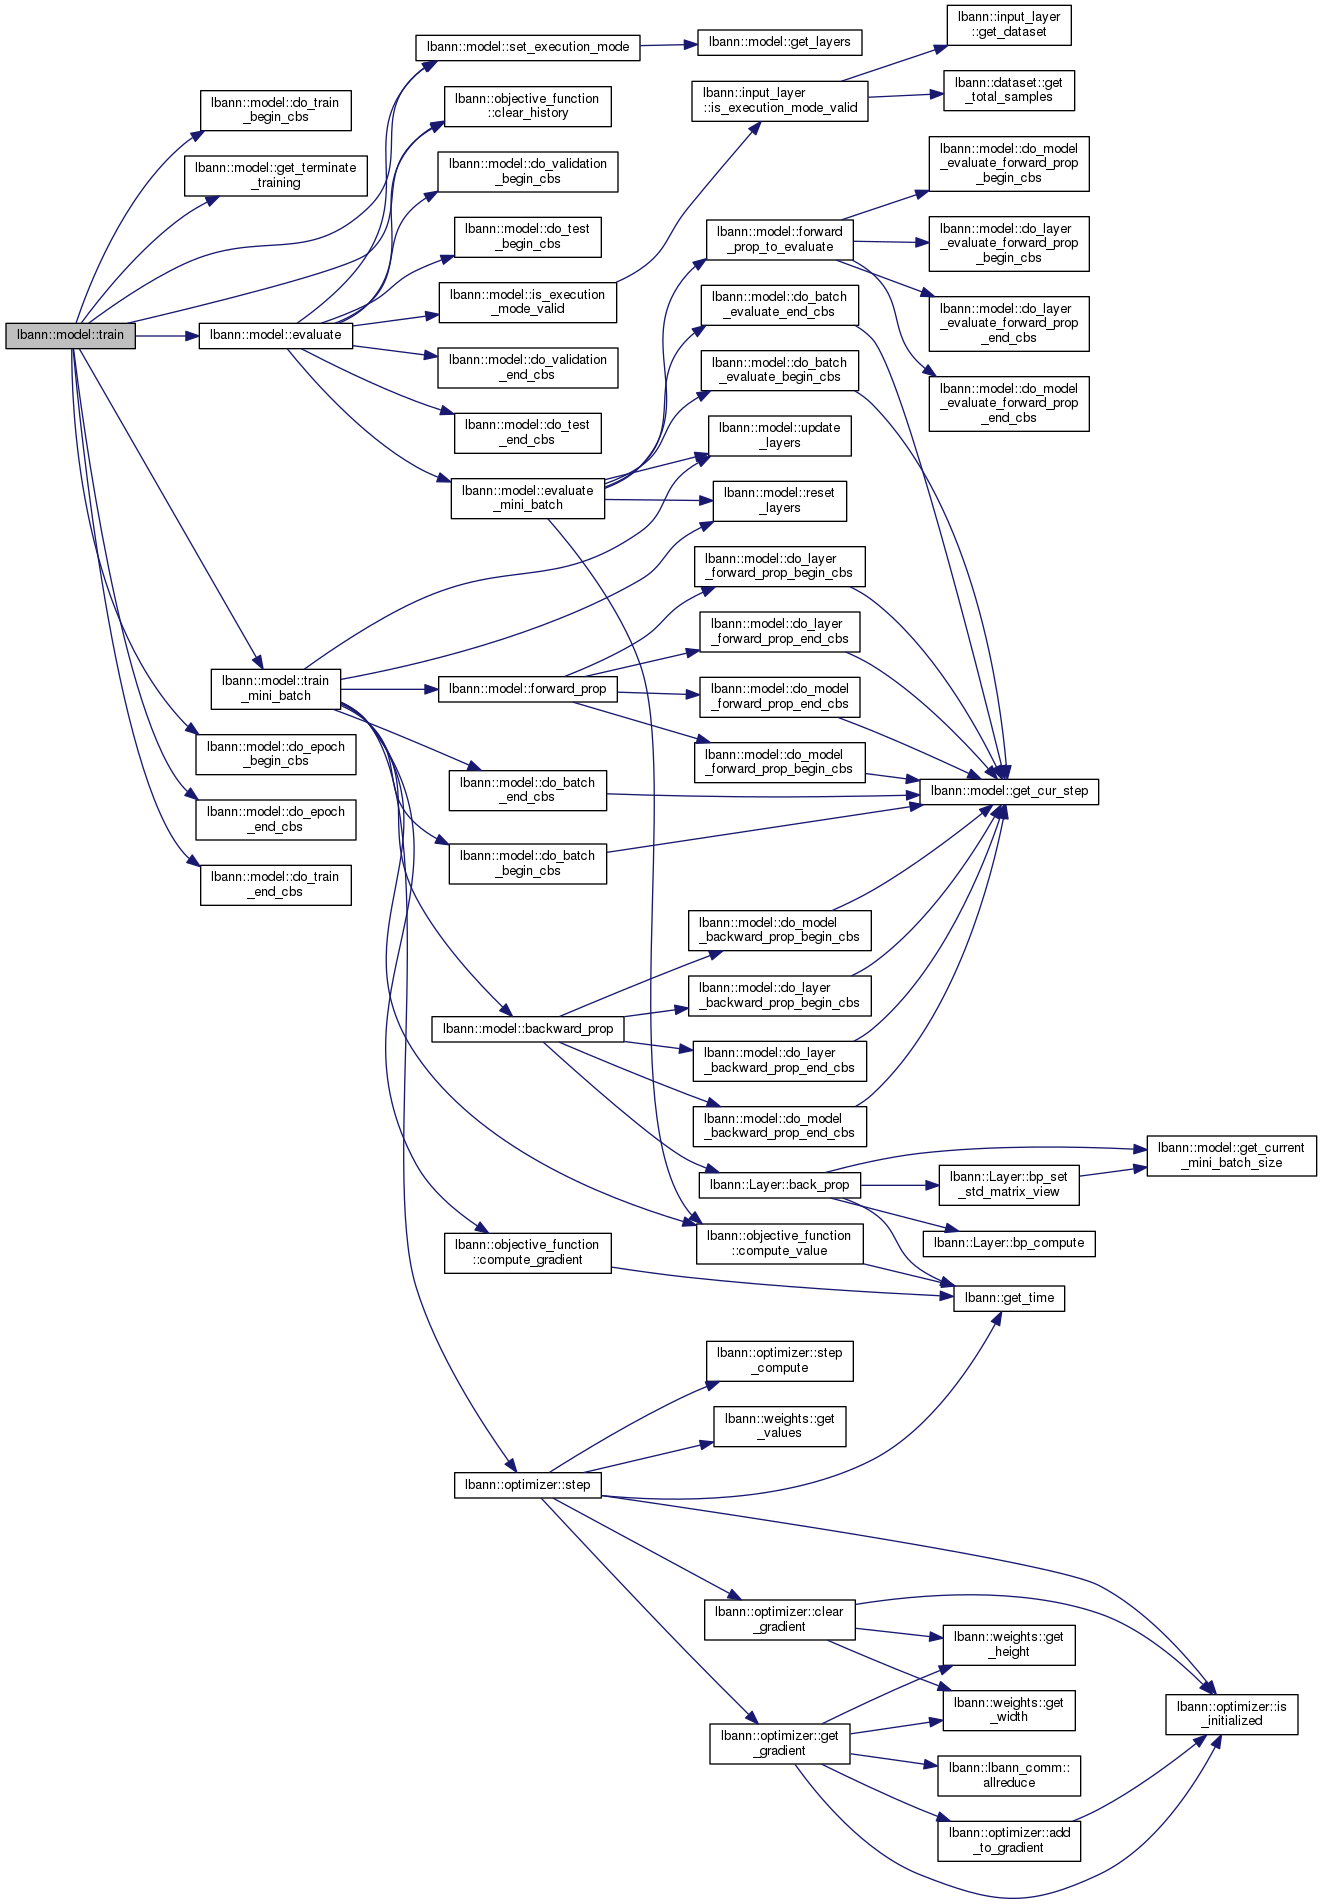 lbann::model::train
lbann::model::do_train
_begin_cbs
lbann::model::get_terminate
_training
lbann::model::evaluate
lbann::model::train
_mini_batch
lbann::model::do_epoch
_begin_cbs
lbann::model::do_epoch
_end_cbs
lbann::model::do_train
_end_cbs
lbann::model::set_execution_mode
lbann::objective_function
::clear_history
lbann::model::do_validation
_begin_cbs
lbann::model::do_test
_begin_cbs
lbann::model::is_execution
_mode_valid
lbann::model::do_validation
_end_cbs
lbann::model::do_test
_end_cbs
lbann::model::evaluate
_mini_batch
lbann::model::forward_prop
lbann::model::do_batch
_end_cbs
lbann::model::do_batch
_begin_cbs
lbann::model::backward_prop
lbann::objective_function
::compute_gradient
lbann::optimizer::step
lbann::model::get_layers
lbann::input_layer
::is_execution_mode_valid
lbann::model::forward
_prop_to_evaluate
lbann::model::do_batch
_evaluate_end_cbs
lbann::model::do_batch
_evaluate_begin_cbs
lbann::model::update
_layers
lbann::model::reset
_layers
lbann::model::do_layer
_forward_prop_begin_cbs
lbann::model::do_layer
_forward_prop_end_cbs
lbann::model::do_model
_forward_prop_end_cbs
lbann::model::do_model
_forward_prop_begin_cbs
lbann::model::do_model
_backward_prop_begin_cbs
lbann::model::do_layer
_backward_prop_begin_cbs
lbann::model::do_layer
_backward_prop_end_cbs
lbann::model::do_model
_backward_prop_end_cbs
lbann::Layer::back_prop
lbann::objective_function
::compute_value
lbann::optimizer::step
_compute
lbann::weights::get
_values
lbann::optimizer::clear
_gradient
lbann::optimizer::get
_gradient
lbann::input_layer
::get_dataset
lbann::dataset::get
_total_samples
lbann::model::do_model
_evaluate_forward_prop
_begin_cbs
lbann::model::do_layer
_evaluate_forward_prop
_begin_cbs
lbann::model::do_layer
_evaluate_forward_prop
_end_cbs
lbann::model::do_model
_evaluate_forward_prop
_end_cbs
lbann::model::get_cur_step
lbann::Layer::bp_set
_std_matrix_view
lbann::Layer::bp_compute
lbann::get_time
lbann::weights::get
_height
lbann::weights::get
_width
lbann::lbann_comm::
allreduce
lbann::optimizer::add
_to_gradient
lbann::model::get_current
_mini_batch_size
lbann::optimizer::is
_initialized